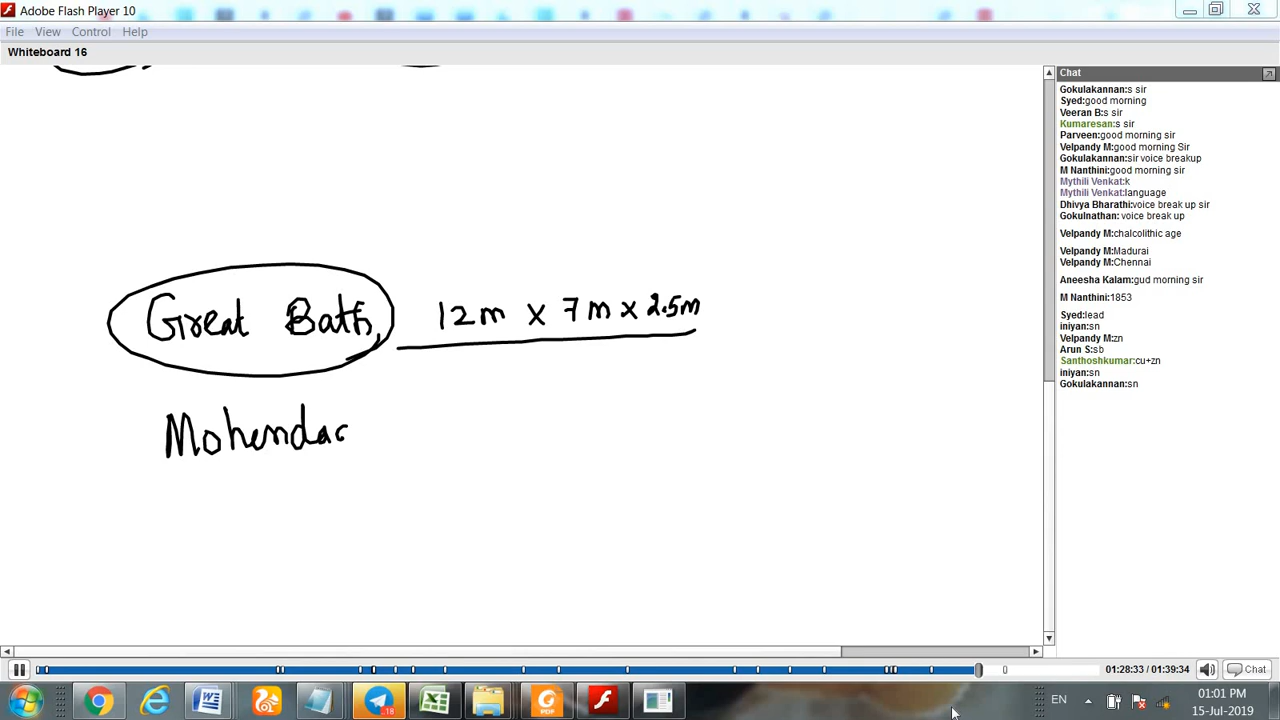 Adobe Flash Player 10
File View Control Help
Whiteboard 16
Great Bath, 12m x 7m x 2.5m
Mohendar
Chat
Gokulakannan:s sir
Syed:good morning
Veeran B:s sir
Kumaresan:s sir
Parveen:good morning sir
Velpandy M:good morning Sir
Gokulakannan:sir voice breakup
M Nanthini:good morning sir
Mythili Venkat:k
Mythili Venkat:language
Dhivya Bharathi:voice break up sir
Gokulnathan: voice break up
Velpandy M:chalcolithic age
Velpandy M:Madurai
Velpandy M:Chennai
Aneesha Kalam:gud morning sir
M Nanthini:1853
Syed:lead
iniyan:sn
Velpandy M:zn
Arun S:sb
Santhoshkumar:cu+zn
iniyan:sn
Gokulakannan:sn
01:28:33 / 01:39:34 Chat
18 PDF EN 01:01 PM
15-Jul-2019